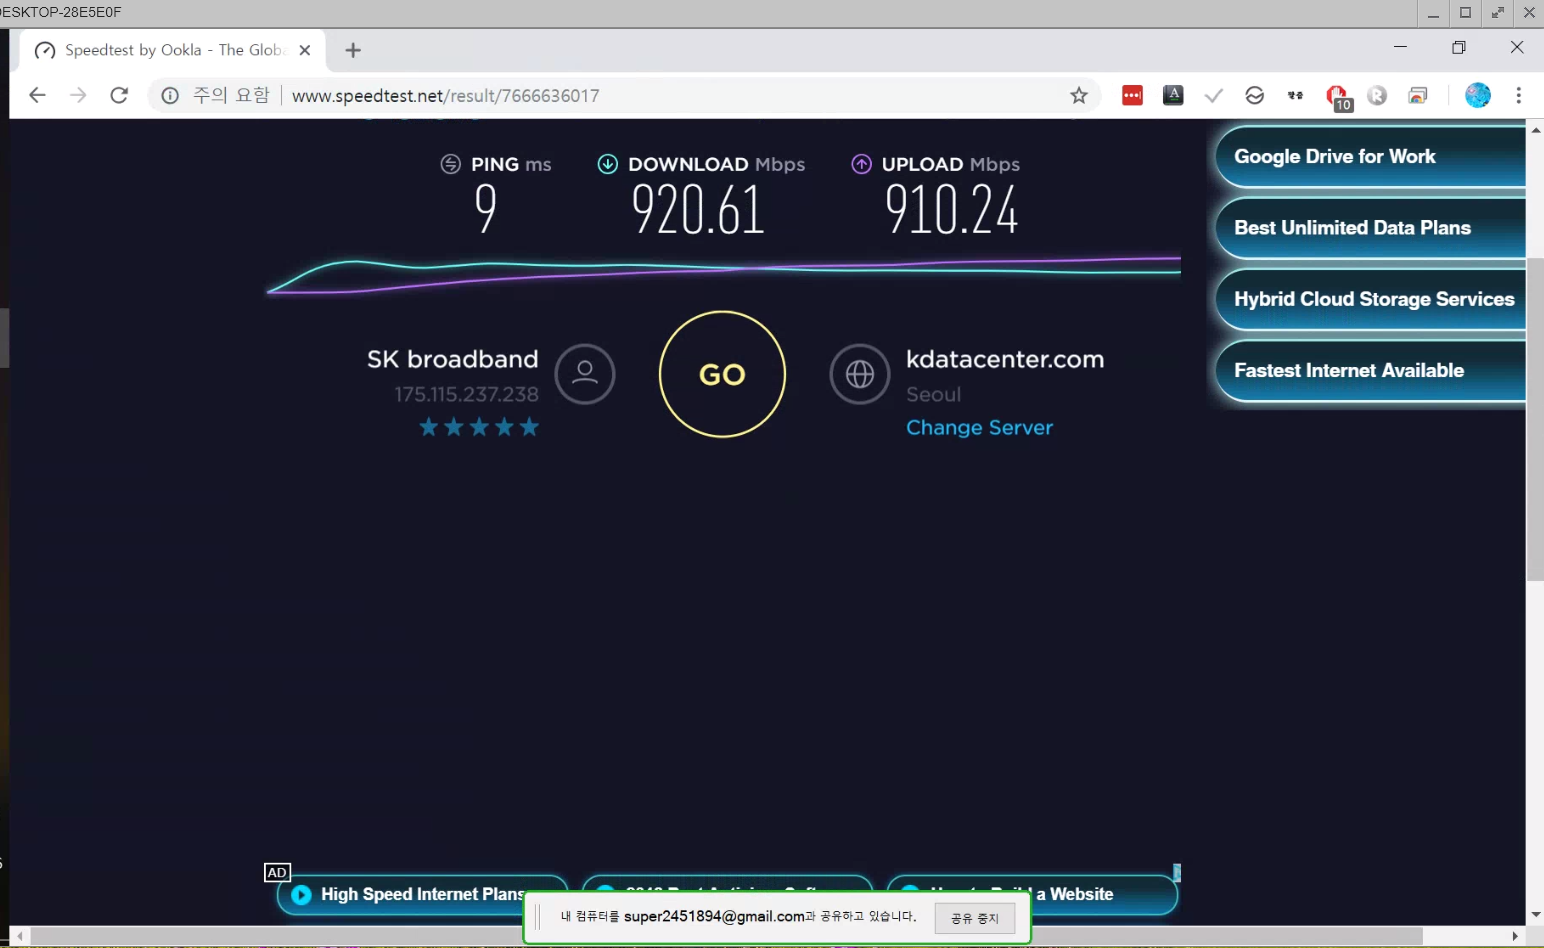 DESKTOP-28E5E0F
Speedtest by Ookla - The Globa
주의 요함 www.speedtest.net/result/7666636017
10
PING ms DOWNLOAD Mbps UPLOAD Mbps
9 920.61 910.24
SK broadband
175.115.237.238
GO
kdatacenter.com
Seoul
Change Server
Google Drive for Work
Best Unlimited Data Plans
Hybrid Cloud Storage Services
Fastest Internet Available
AD
High Speed Internet Plans
a Website
내 컴퓨터를 super2451894@gmail.com과 공유하고 있습니다. 공유 중지